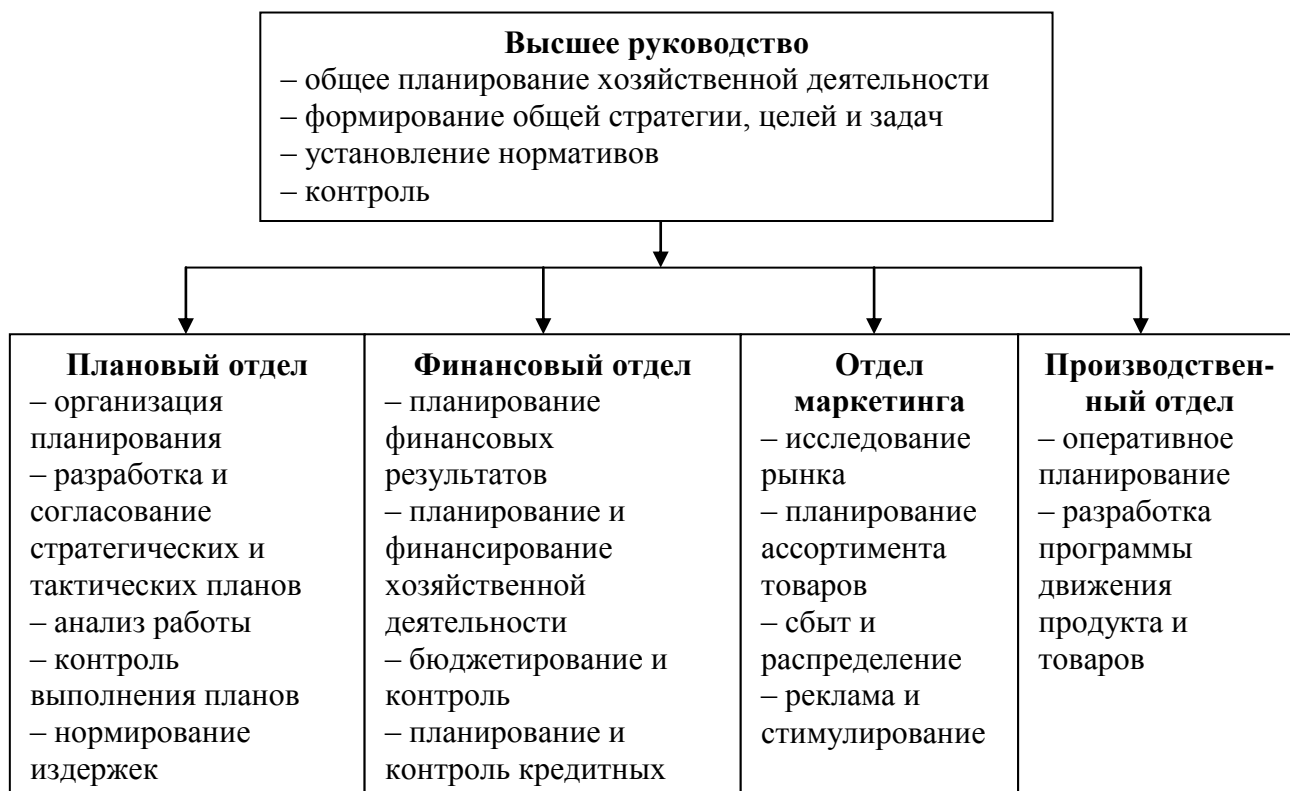 Высшее руководство
– общее планирование хозяйственной деятельности
– формирование общей стратегии, целей и задач
– установление нормативов
– контроль
Плановый отдел
– организация
планирования
– разработка и
согласование
стратегических и
тактических планов
– анализ работы
– контроль
выполнения планов
– нормирование
издержек
Финансовый отдел
– планирование
финансовых
результатов
– планирование и
финансирование
хозяйственной
деятельности
– бюджетирование и
контроль
– планирование и
контроль кредитных
Отдел
маркетинга
– исследование
рынка
– планирование
ассортимента
товаров
– сбыт и
распределение
– реклама и
стимулирование
Производствен-
ный отдел
– оперативное
планирование
– разработка
программы
движения
продукта и
товаров